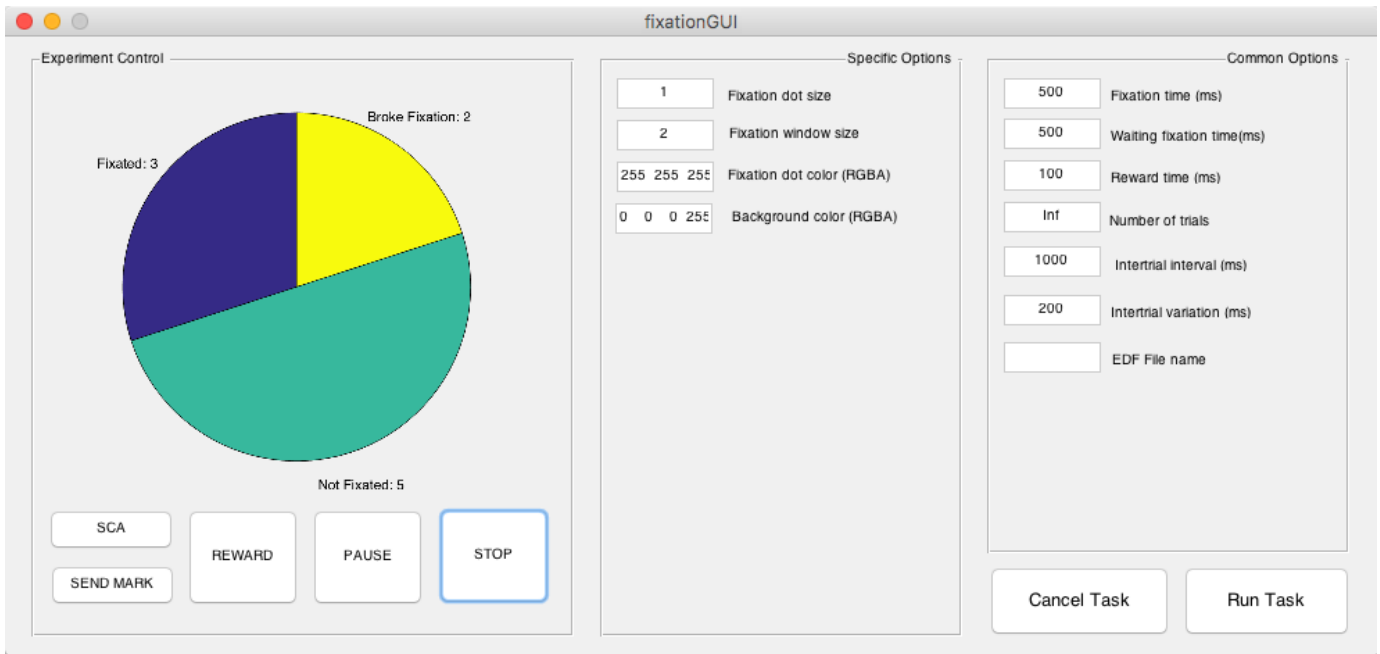 fixationGUI
Experiment Control
Broke Fixation: 2
Fixated: 3
Not Fixated: 5
SCA
SEND MARK
REWARD
PAUSE
STOP
Specific Options
1 Fixation dot size
2 Fixation window size
255 255 255 Fixation dot color (RGBA)
0 0 0 255 Background color (RGBA)
Common Options
500 Fixation time (ms)
500 Waiting fixation time(ms)
100 Reward time (ms)
Inf Number of trials
1000 Intertrial interval (ms)
200 Intertrial variation (ms)
EDF File name
Cancel Task
Run Task